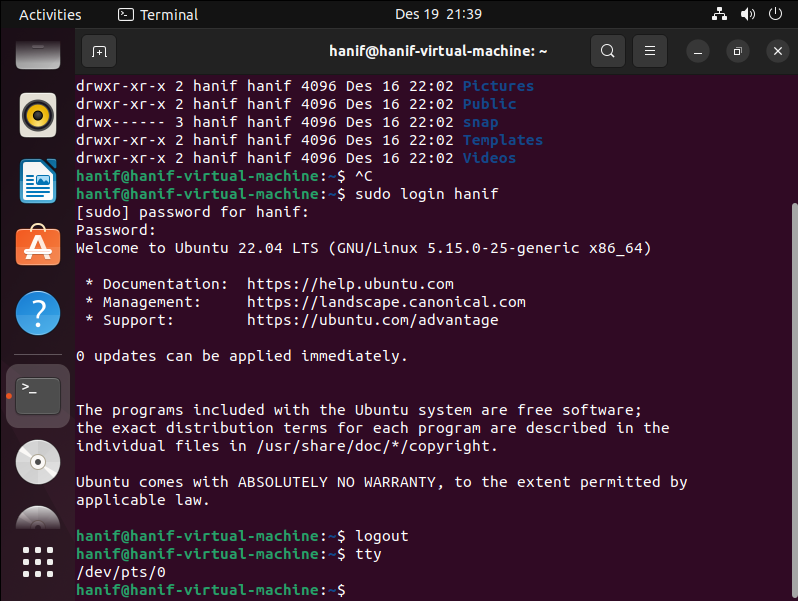 Activities Terminal Des 19 21:39
hanif@hanif-virtual-machine: ~
drwxr-xr-x 2 hanif hanif 4096 Des 16 22:02 Pictures
drwxr-xr-x 2 hanif hanif 4096 Des 16 22:02 Public
drwx------ 3 hanif hanif 4096 Des 16 22:02 snap
drwxr-xr-x 2 hanif hanif 4096 Des 16 22:02 Templates
drwxr-xr-x 2 hanif hanif 4096 Des 16 22:02 Videos
hanif@hanif-virtual-machine:~$ ^C
hanif@hanif-virtual-machine:~$ sudo login hanif
[sudo] password for hanif:
Password:
Welcome to Ubuntu 22.04 LTS (GNU/Linux 5.15.0-25-generic x86_64)
* Documentation: https://help.ubuntu.com
* Management: https://landscape.canonical.com
* Support: https://ubuntu.com/advantage
0 updates can be applied immediately.
The programs included with the Ubuntu system are free software;
the exact distribution terms for each program are described in the
individual files in /usr/share/doc/*/copyright.
Ubuntu comes with ABSOLUTELY NO WARRANTY, to the extent permitted by
applicable law.
hanif@hanif-virtual-machine:~$ logout
hanif@hanif-virtual-machine:~$ tty
/dev/pts/0
hanif@hanif-virtual-machine:~$